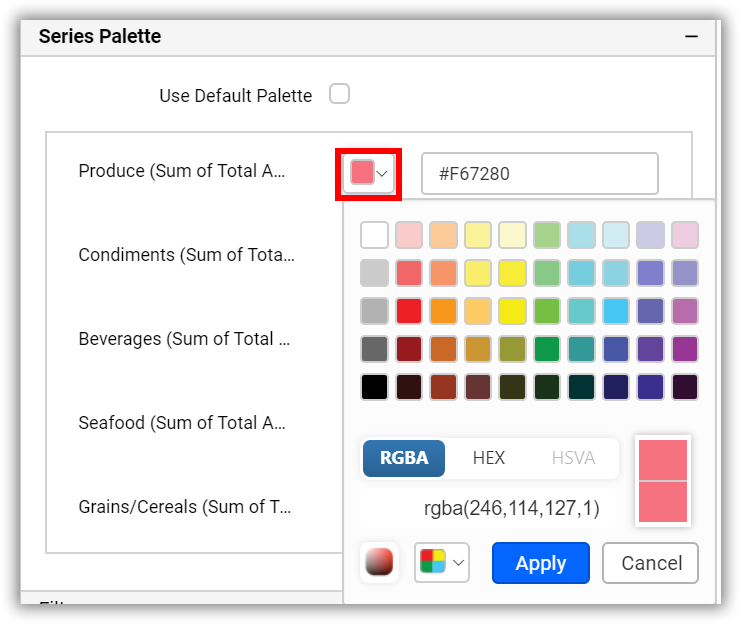 Series Palette
Use Default Palette
Produce (Sum of Total A...
#F67280
Condiments (Sum of Tota...
Beverages (Sum of Total ...
Seafood (Sum of Total A...
Grains/Cereals (Sum of T...
RGBA HEX HSVA
rgba(246,114,127,1)
Apply Cancel